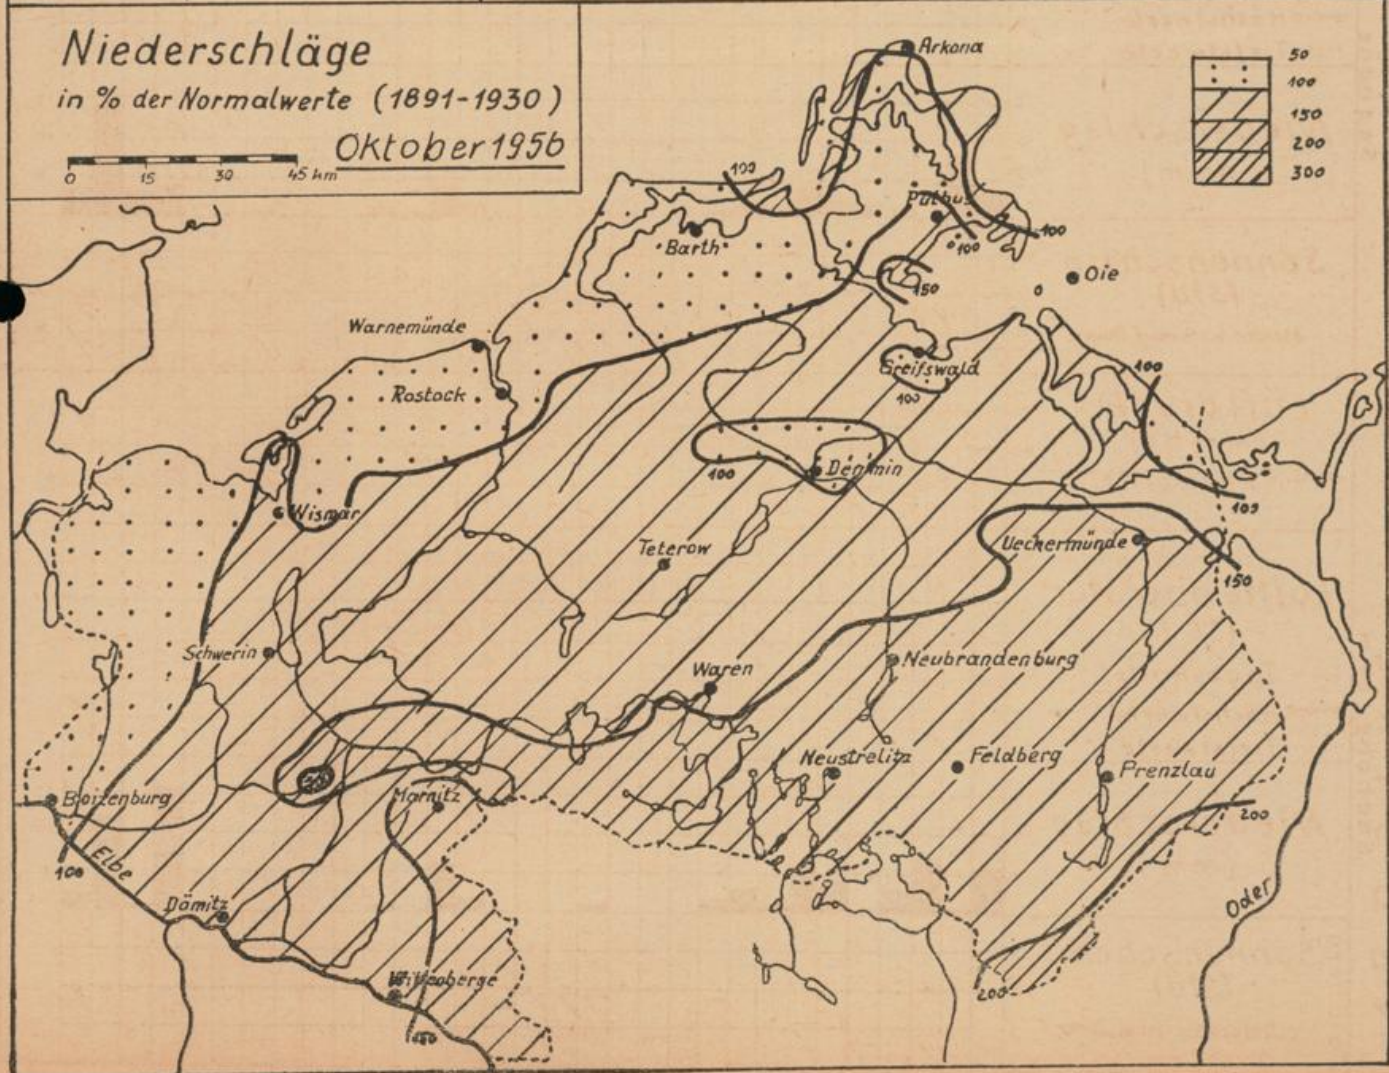 Niederschläge
in % der Normalwerte (1891-1930)
Oktober 1956
0 15 30 45 km
50
100
150
200
300
Arkona
100
Putbus
100
100
Barth
150
Oie
Warnemünde
Greifswald
100
Rostock
100
100
Demmin
Wismar
100
Teterow
Ueckermünde
150
Schwerin
Neubrandenburg
Waren
Neustrelitz
Feldberg
Prenzlau
Boizenburg
Marnitz
200
100
Elbe
Dömitz
Oder
Wittenberge
200
150